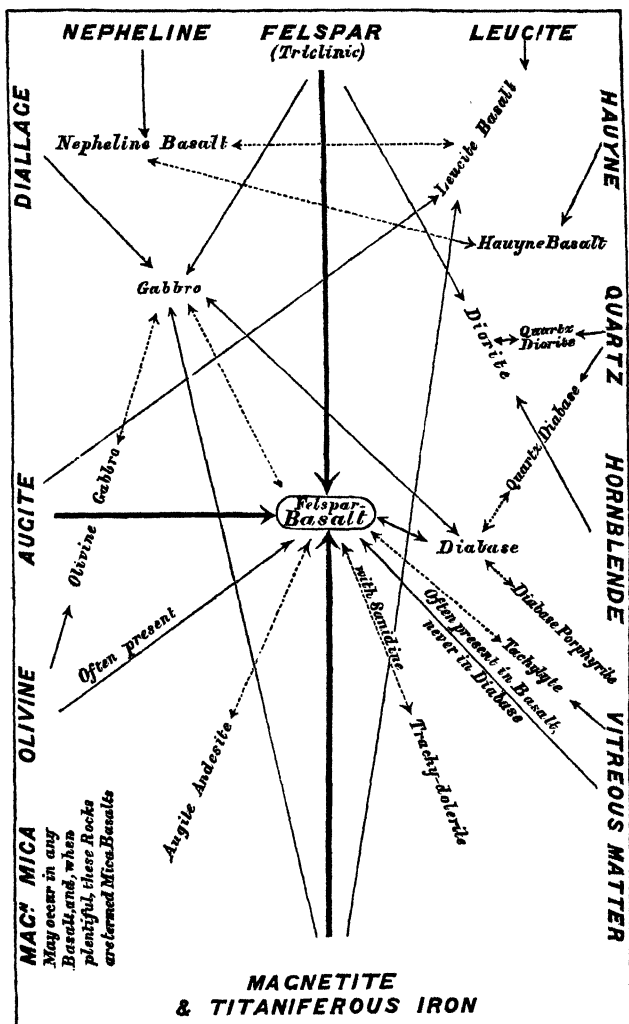 NEPHELINE
FELSPAR
(Triclinic)
LEUCITE
DIALLAGE
Nepheline Basalt
Leucite Basalt
HAUYNE
Hauyne Basalt
Gabbro
Diorite
Quartz
Diorite
QUARTZ
Quartz Diabase
Olivine Gabbro
AUGITE
Felspar-
Basalt
Diabase
HORNBLENDE
Diabase Porphyrite
Tachylyte
Often present
with Sanidine
Often present in Basalt,
never in Diabase
OLIVINE
Augite Andesite
Trachy-dolerite
VITREOUS MATTER
MAGN. MICA
May occur in any
Basalt, and, when
plentiful, these Rocks
are termed Mica Basalts
MAGNETITE
& TITANIFEROUS IRON